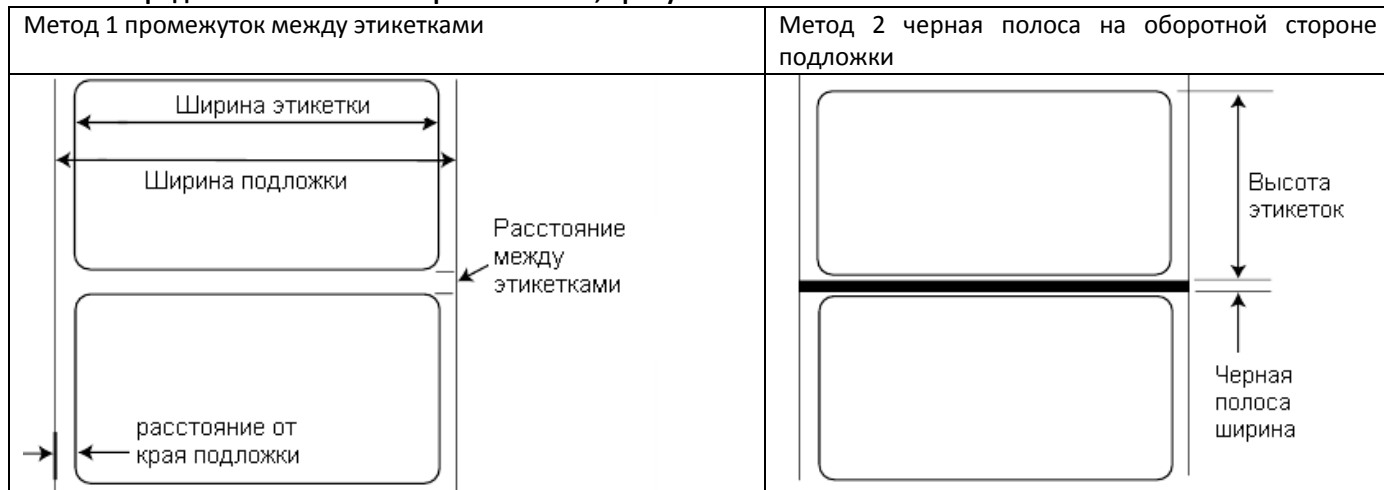 Метод 1 промежуток между этикетками
Метод 2 черная полоса на оборотной стороне
подложки
Ширина этикетки
Ширина подложки
Расстояние
между
этикетками
расстояние от
края подложки
Высота
этикеток
Черная
полоса
ширина